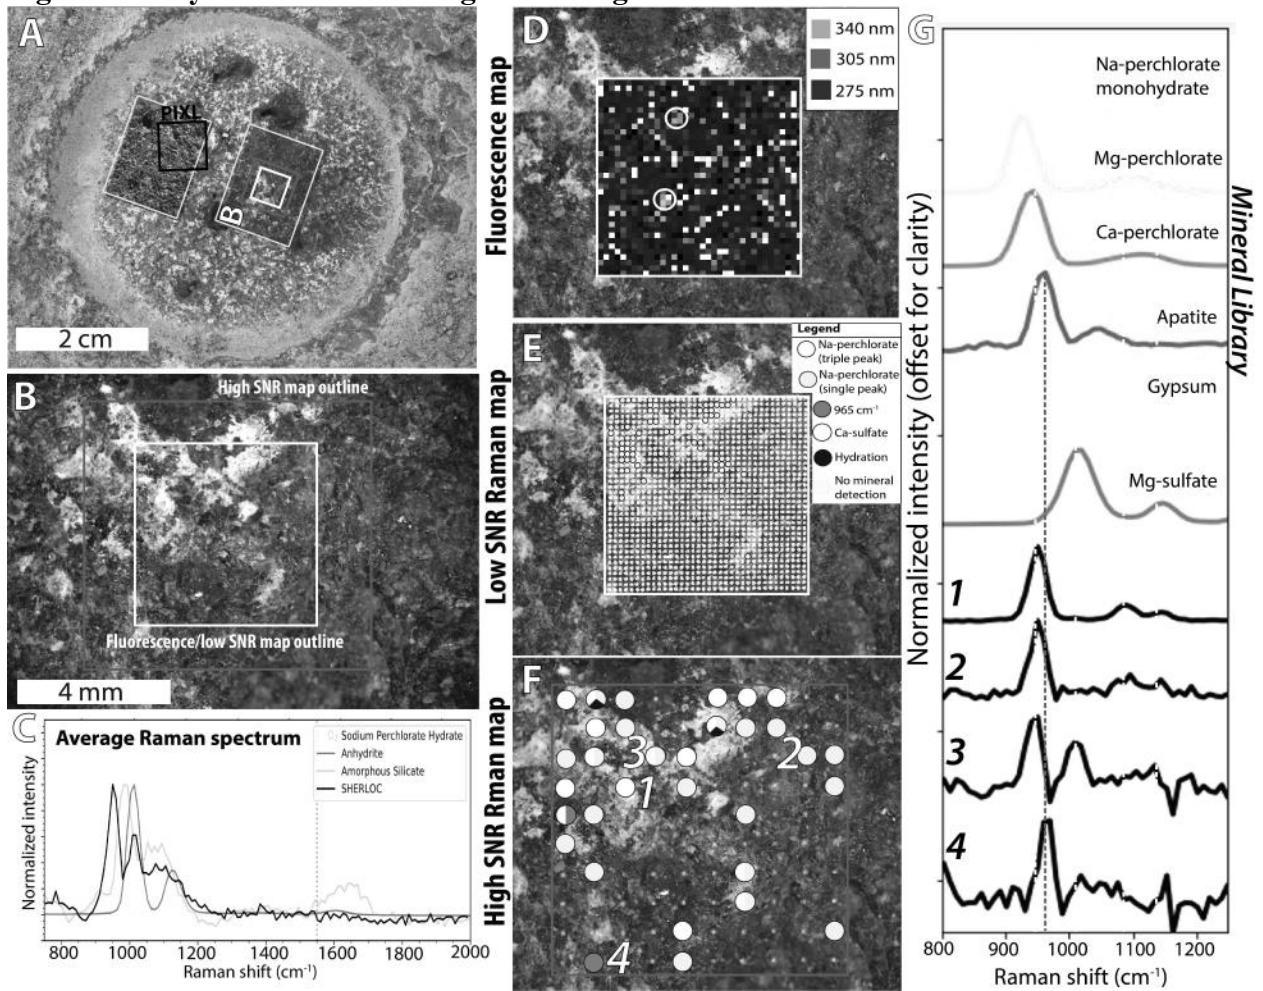 A
PIXL
B
2 cm
B
High SNR map outline
Fluorescence/low SNR map outline
4 mm
C
Average Raman spectrum
Sodium Perchlorate Hydrate
Anhydrite
Amorphous Silicate
SHERLOC
Normalized intensity
800 1000 1200 1400 1600 1800 2000
Raman shift (cm⁻¹)
Fluorescence map
D
340 nm
305 nm
275 nm
Low SNR Raman map
E
Legend
Na-perchlorate
(triple peak)
Na-perchlorate
(single peak)
965 cm⁻¹
Ca-sulfate
Hydration
No mineral
detection
High SNR Rman map
F
3
2
1
4
G
Normalized intensity (offset for clarity)
Na-perchlorate
monohydrate
Mg-perchlorate
Ca-perchlorate
Apatite
Gypsum
Mg-sulfate
1
2
3
4
800 900 1000 1100 1200
Raman shift (cm⁻¹)
Mineral Library